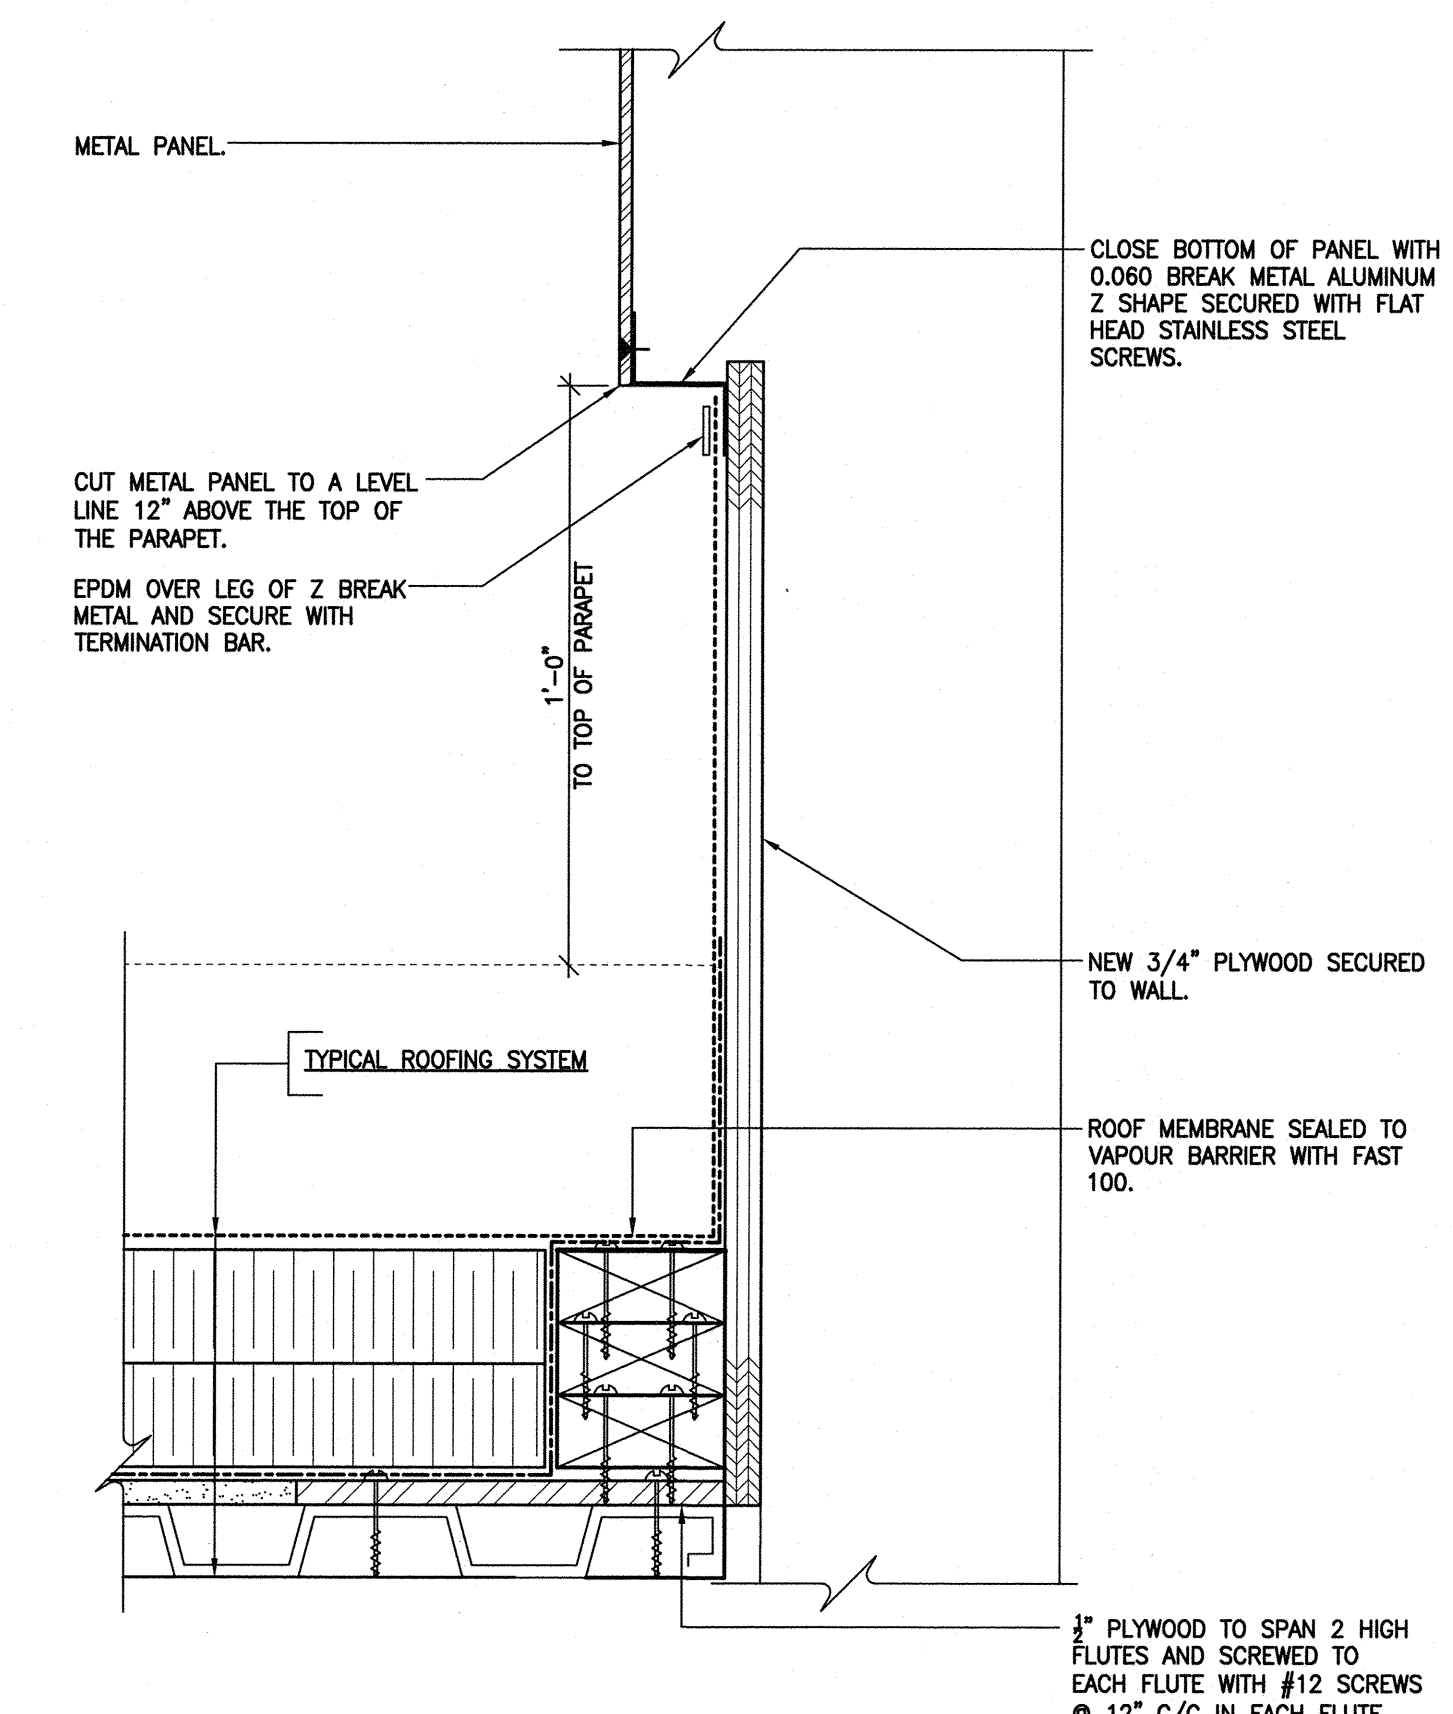 METAL PANEL.
CLOSE BOTTOM OF PANEL WITH
0.060 BREAK METAL ALUMINUM
Z SHAPE SECURED WITH FLAT
HEAD STAINLESS STEEL
SCREWS.
CUT METAL PANEL TO A LEVEL
LINE 12" ABOVE THE TOP OF
THE PARAPET.
EPDM OVER LEG OF Z BREAK
METAL AND SECURE WITH
TERMINATION BAR.
1'-0"
TO TOP OF PARAPET
NEW 3/4" PLYWOOD SECURED
TO WALL.
TYPICAL ROOFING SYSTEM
ROOF MEMBRANE SEALED TO
VAPOUR BARRIER WITH FAST
100.
½" PLYWOOD TO SPAN 2 HIGH
FLUTES AND SCREWED TO
EACH FLUTE WITH #12 SCREWS
@ 12" C/C IN EACH FLUTE